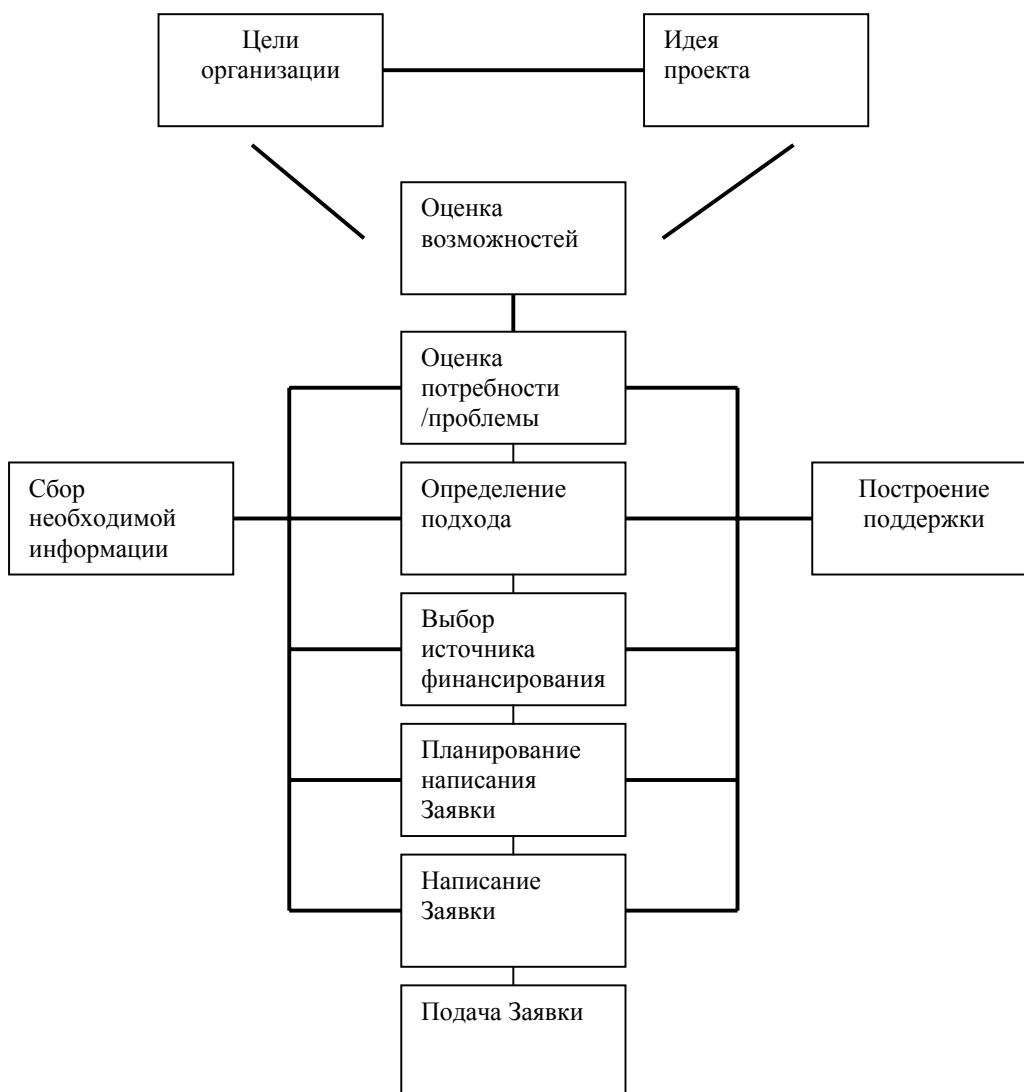 Цели
организации
Идея
проекта
Оценка
возможностей
Оценка
потребности
/проблемы
Сбор
необходимой
информации
Определение
подхода
Построение
поддержки
Выбор
источника
финансирования
Планирование
написания
Заявки
Написание
Заявки
Подача Заявки